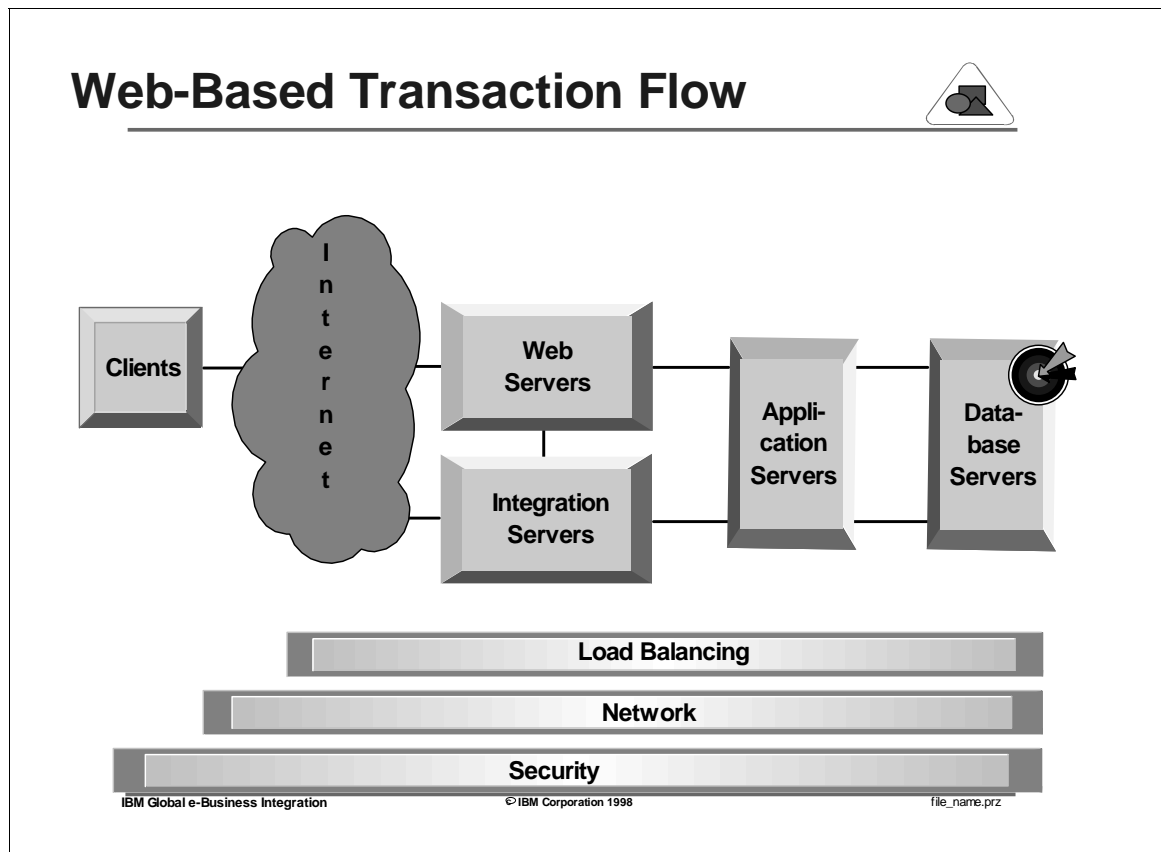 Web-Based Transaction Flow
Internet
Clients
Web
Servers
Integration
Servers
Appli-
cation
Servers
Data-
base
Servers
Load Balancing
Network
Security
IBM Global e-Business Integration
© IBM Corporation 1998
file_name.prz